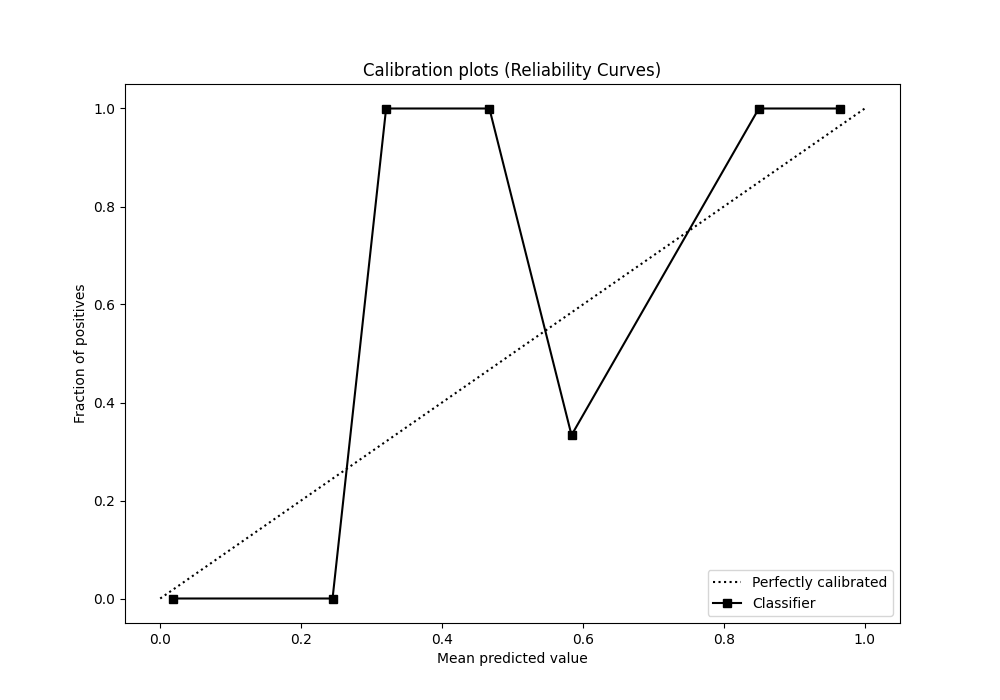 Calibration plots (Reliability Curves)
1.0
0.8
0.6
0.4
0.2
0.0
Fraction of positives
0.0 0.2 0.4 0.6 0.8 1.0
Mean predicted value
Perfectly calibrated
Classifier